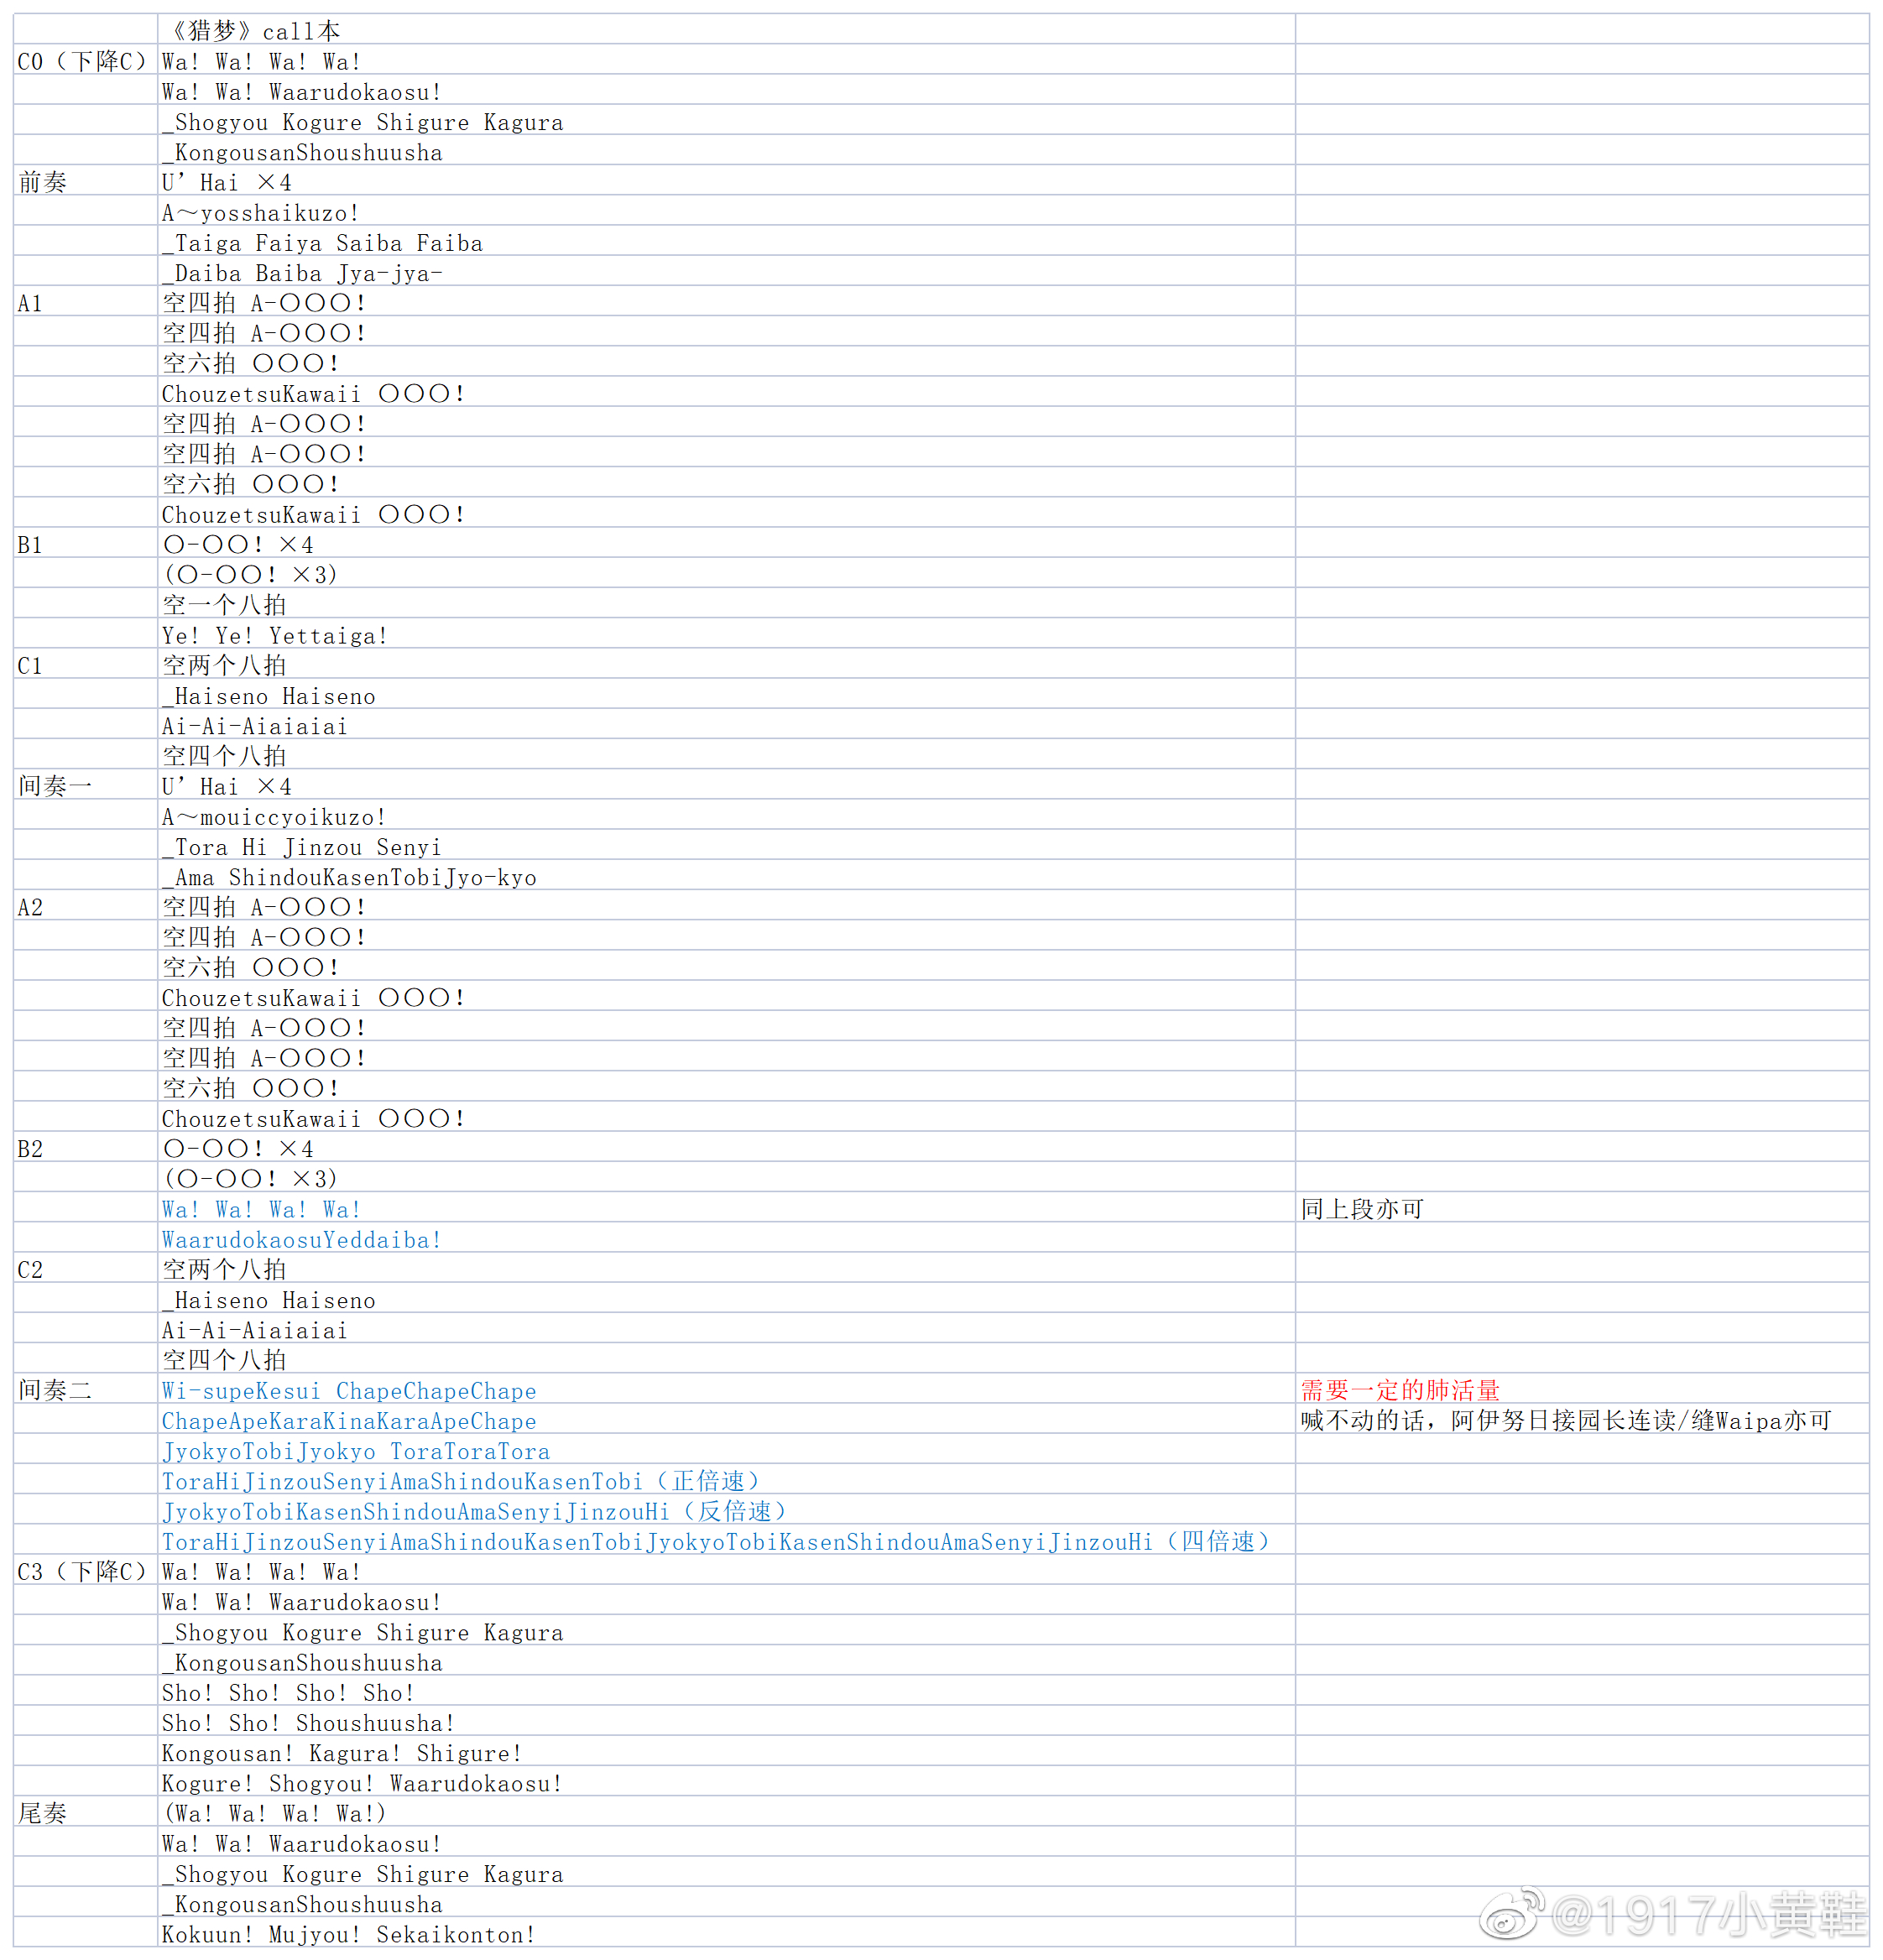 《猎梦》call本
C0（下降C） Wa! Wa! Wa! Wa!
Wa! Wa! Waarudokaosu!
_Shogyou Kogure Shigure Kagura
_KongousanShoushuusha
前奏 U’Hai ×4
A～yosshaikuzo!
_Taiga Faiya Saiba Faiba
_Daiba Baiba Jya-jya-
A1 空四拍 A-〇〇〇!
空四拍 A-〇〇〇!
空六拍 〇〇〇!
ChouzetsuKawaii 〇〇〇!
空四拍 A-〇〇〇!
空四拍 A-〇〇〇!
空六拍 〇〇〇!
ChouzetsuKawaii 〇〇〇!
B1 〇-〇〇! ×4
(〇-〇〇! ×3)
空一个八拍
Ye! Ye! Yettaiga!
C1 空两个八拍
_Haiseno Haiseno
Ai-Ai-Aiaiaiai
空四个八拍
间奏一 U’Hai ×4
A～mouiccyoikuzo!
_Tora Hi Jinzou Senyi
_Ama ShindouKasenTobiJyo-kyo
A2 空四拍 A-〇〇〇!
空四拍 A-〇〇〇!
空六拍 〇〇〇!
ChouzetsuKawaii 〇〇〇!
空四拍 A-〇〇〇!
空四拍 A-〇〇〇!
空六拍 〇〇〇!
ChouzetsuKawaii 〇〇〇!
B2 〇-〇〇! ×4
(〇-〇〇! ×3)
Wa! Wa! Wa! Wa! 同上段亦可
WaarudokaosuYeddaiba!
C2 空两个八拍
_Haiseno Haiseno
Ai-Ai-Aiaiaiai
空四个八拍
间奏二 Wi-supeKesui ChapeChapeChape 需要一定的肺活量
ChapeApeKaraKinaKaraApeChape 喊不动的话，阿伊努日接园长连读/缝Waipa亦可
JyokyoTobiJyokyo ToraToraTora
ToraHiJinzouSenyiAmaShindouKasenTobi（正倍速）
JyokyoTobiKasenShindouAmaSenyiJinzouHi（反倍速）
ToraHiJinzouSenyiAmaShindouKasenTobiJyokyoTobiKasenShindouAmaSenyiJinzouHi（四倍速）
C3（下降C） Wa! Wa! Wa! Wa!
Wa! Wa! Waarudokaosu!
_Shogyou Kogure Shigure Kagura
_KongousanShoushuusha
Sho! Sho! Sho! Sho!
Sho! Sho! Shoushuusha!
Kongousan! Kagura! Shigure!
Kogure! Shogyou! Waarudokaosu!
尾奏 (Wa! Wa! Wa! Wa!)
Wa! Wa! Waarudokaosu!
_Shogyou Kogure Shigure Kagura
_KongousanShoushuusha
Kokuun! Mujyou! Sekaikonton!
@1917小黄鞋